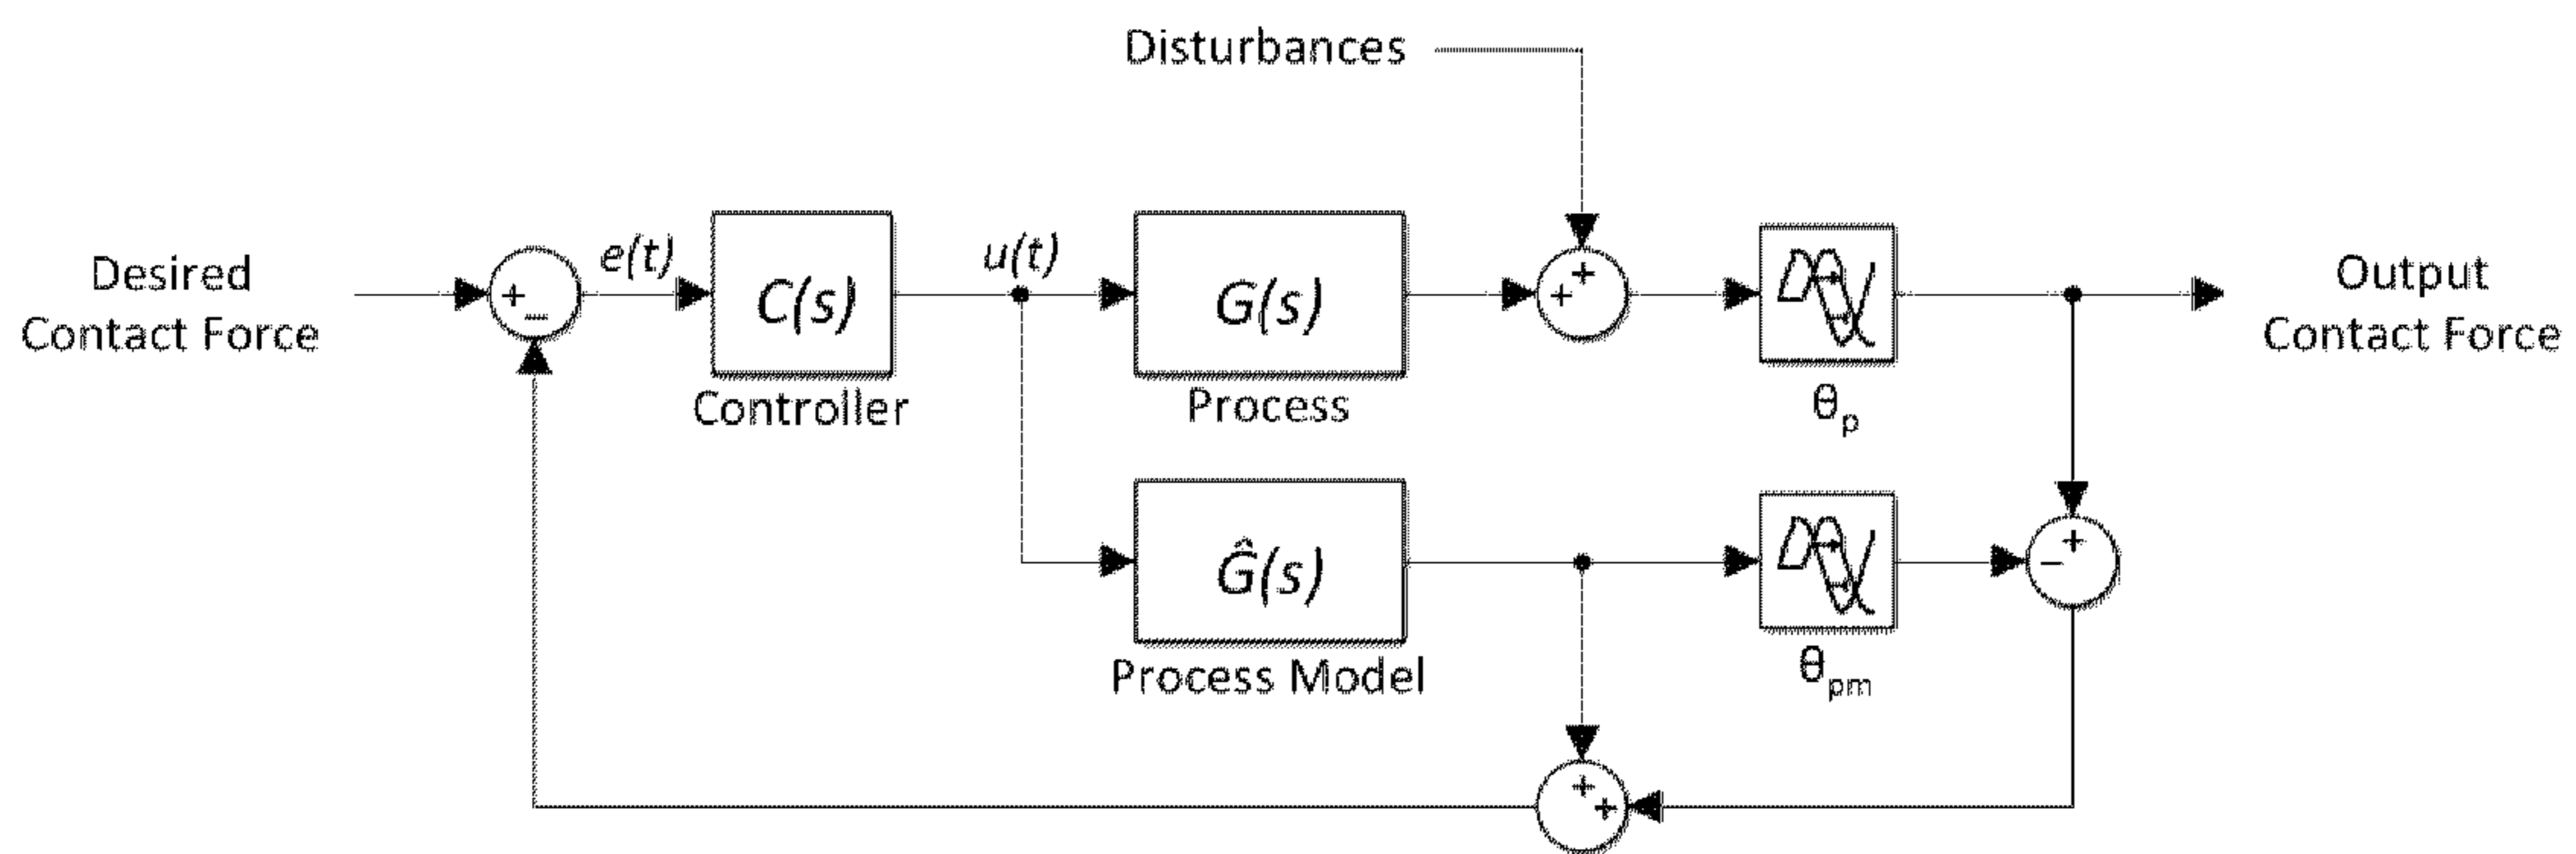 Disturbances
Desired
Contact Force
+
−
e(t)
C(s)
Controller
u(t)
G(s)
Process
+
+
θp
Output
Contact Force
Ĝ(s)
Process Model
θpm
+
−
+
+